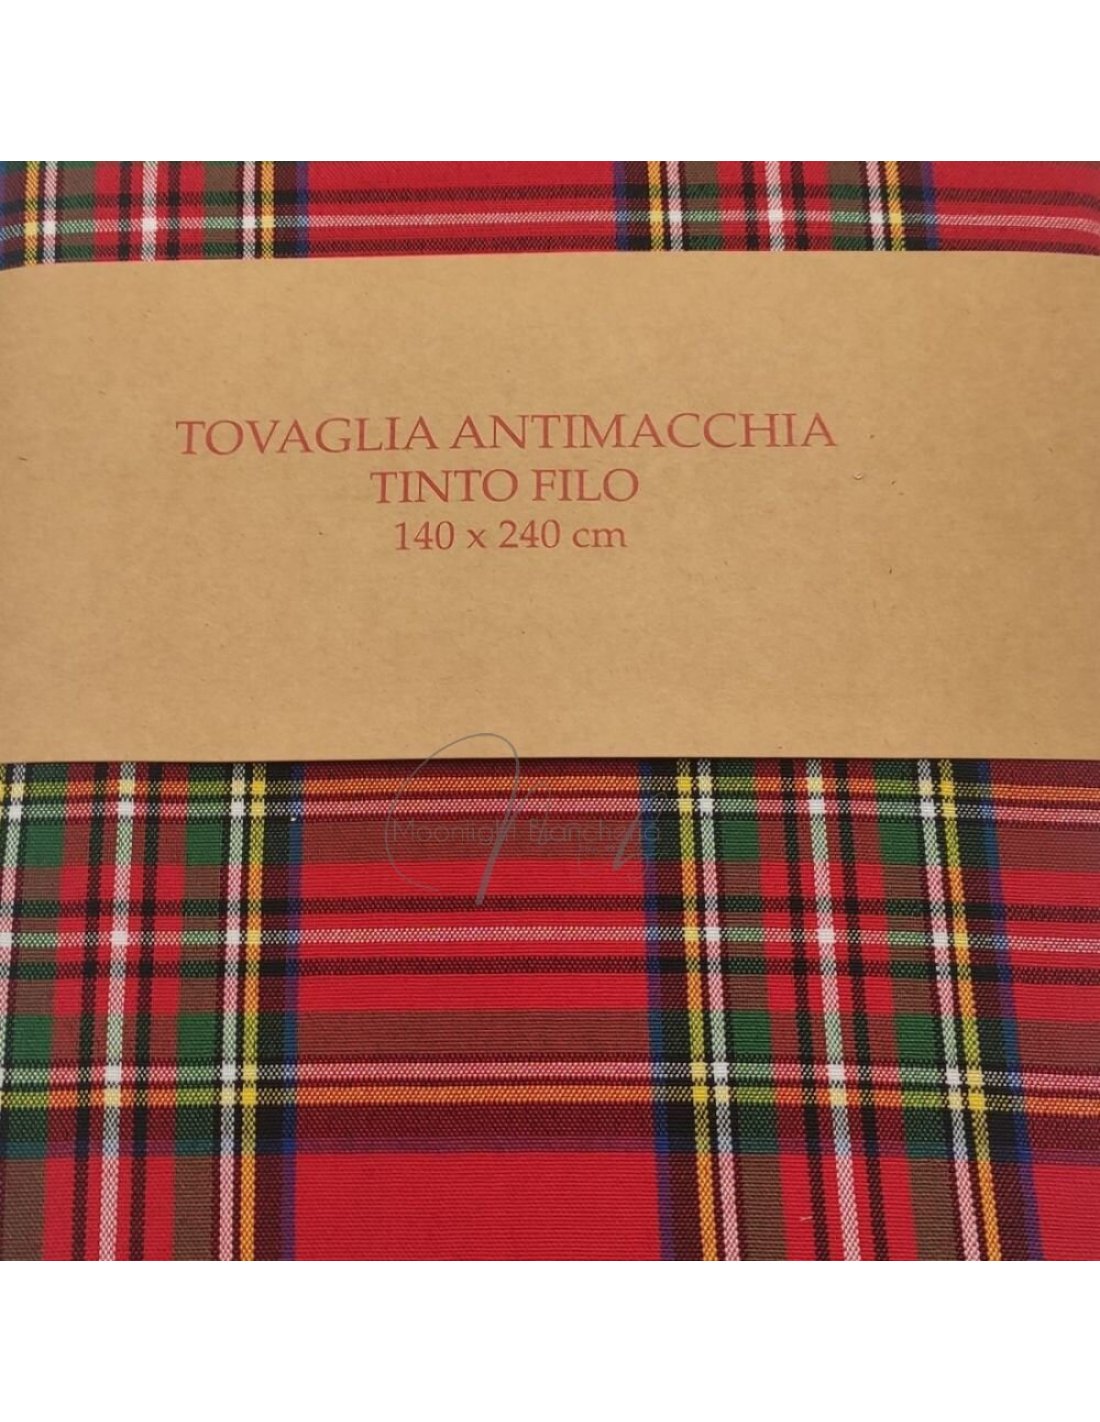 TOVAGLIA ANTIMACCHIA
TINTO FILO
140 x 240 cm